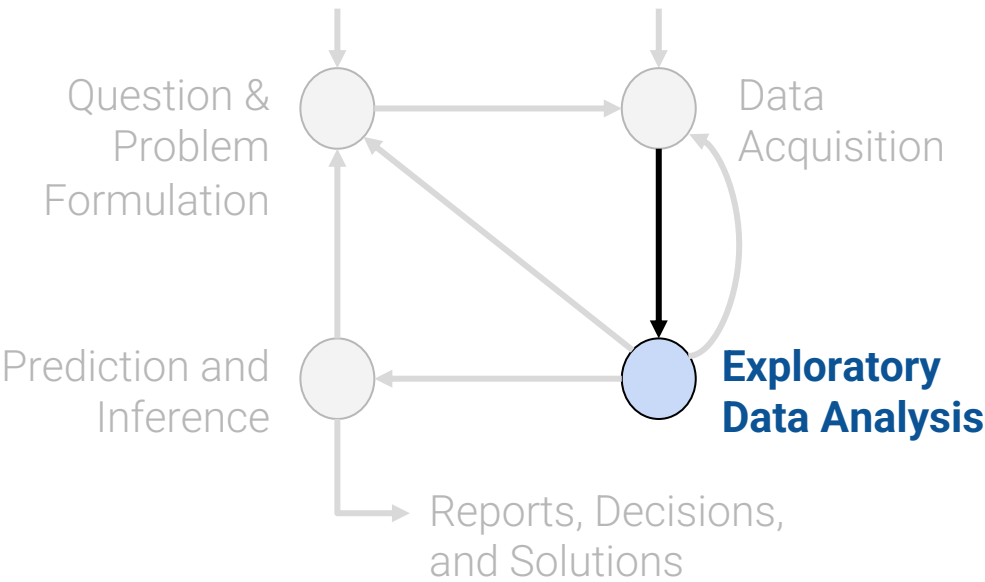 Question &
Problem
Formulation
Data
Acquisition
Prediction and
Inference
Exploratory
Data Analysis
Reports, Decisions,
and Solutions